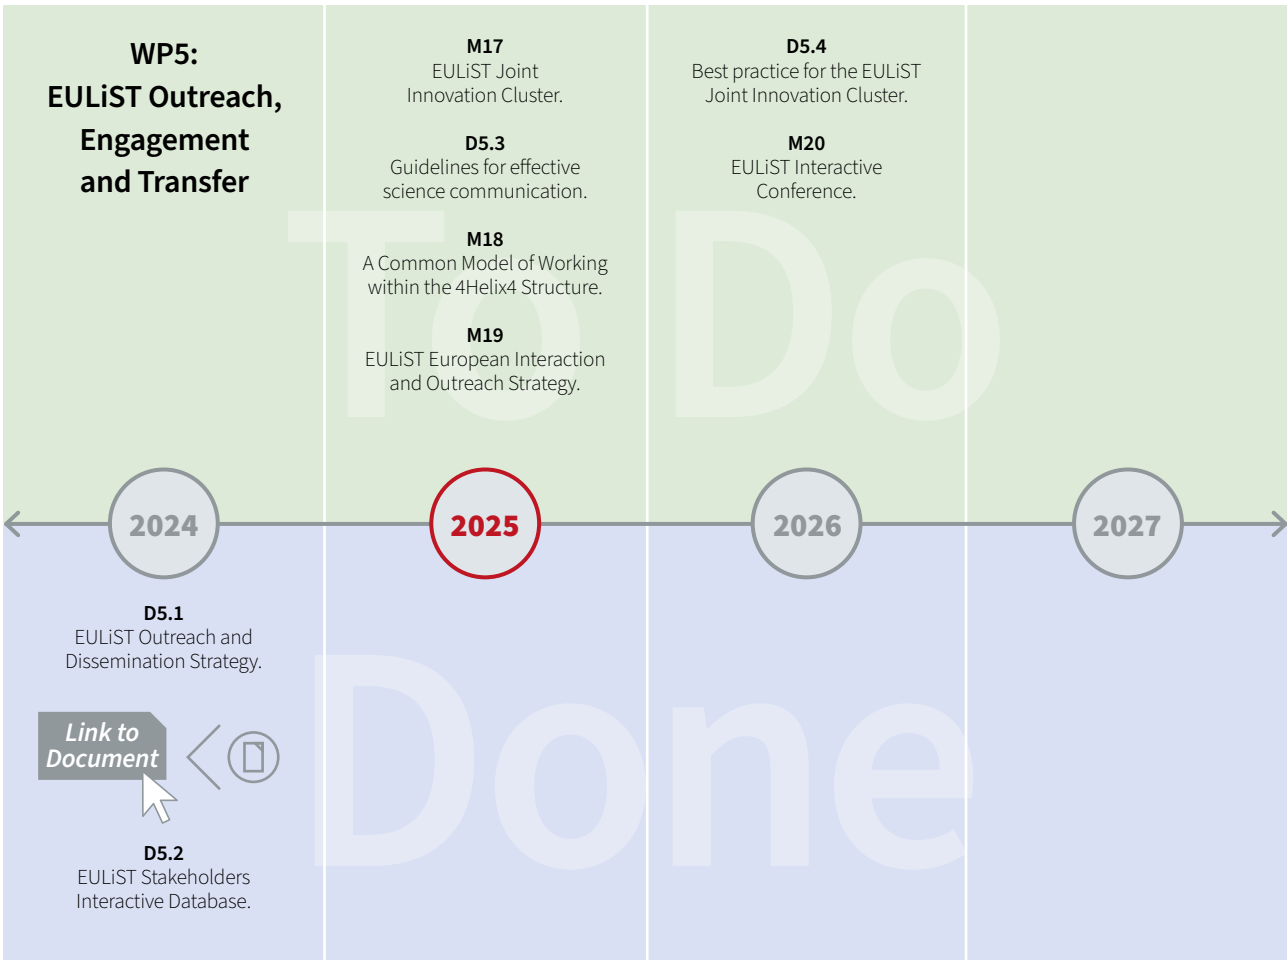 WP5:
EULiST Outreach,
Engagement
and Transfer
M17
EULiST Joint
Innovation Cluster.
D5.3
Guidelines for effective
science communication.
M18
A Common Model of Working
within the 4Helix4 Structure.
M19
EULiST European Interaction
and Outreach Strategy.
D5.4
Best practice for the EULiST
Joint Innovation Cluster.
M20
EULiST Interactive
Conference.
To Do
2024
2025
2026
2027
D5.1
EULiST Outreach and
Dissemination Strategy.
Link to
Document
D5.2
EULiST Stakeholders
Interactive Database.
Done